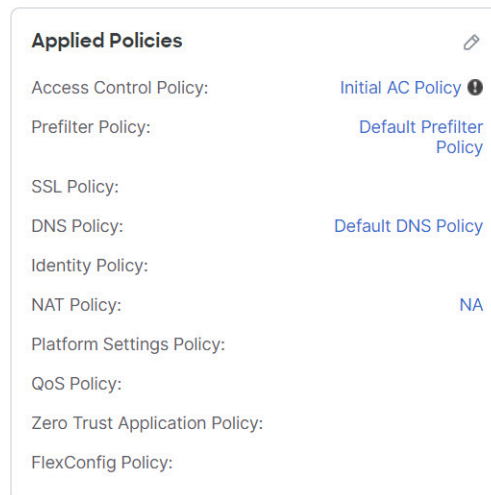 Applied Policies
Access Control Policy: Initial AC Policy
Prefilter Policy: Default Prefilter
Policy
SSL Policy:
DNS Policy: Default DNS Policy
Identity Policy:
NAT Policy: NA
Platform Settings Policy:
QoS Policy:
Zero Trust Application Policy:
FlexConfig Policy: